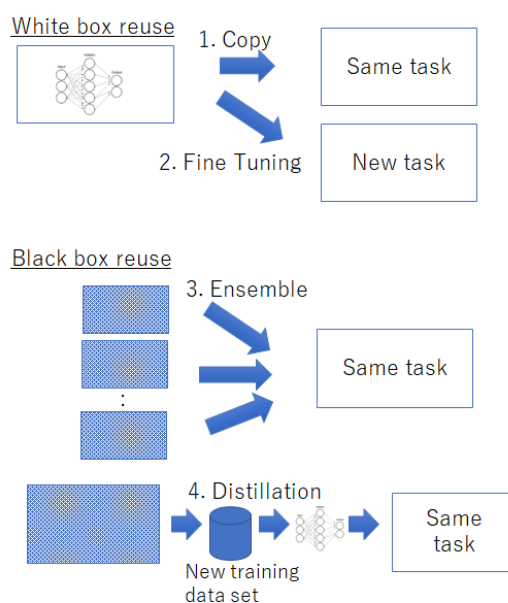 White box reuse
1. Copy
Same task
2. Fine Tuning
New task
Black box reuse
3. Ensemble
Same task
:
4. Distillation
Same
task
New training
data set